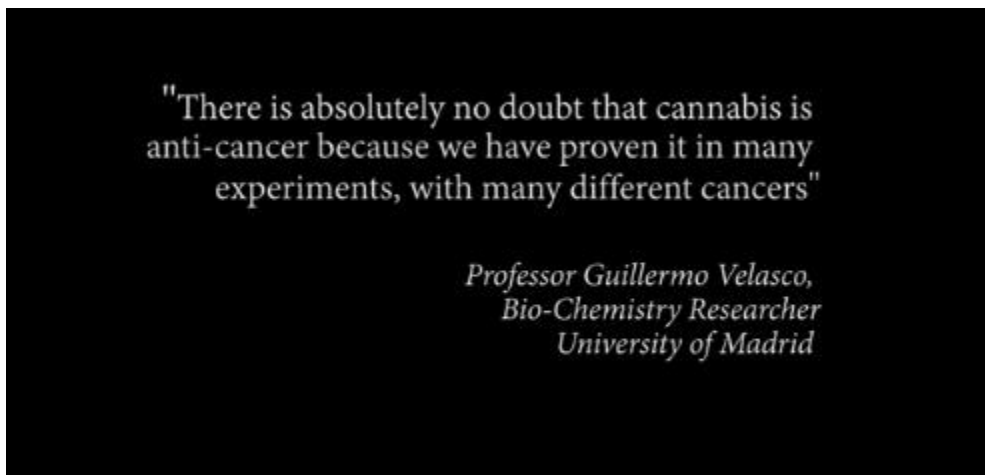 "There is absolutely no doubt that cannabis is
anti-cancer because we have proven it in many
experiments, with many different cancers"
Professor Guillermo Velasco,
Bio-Chemistry Researcher
University of Madrid